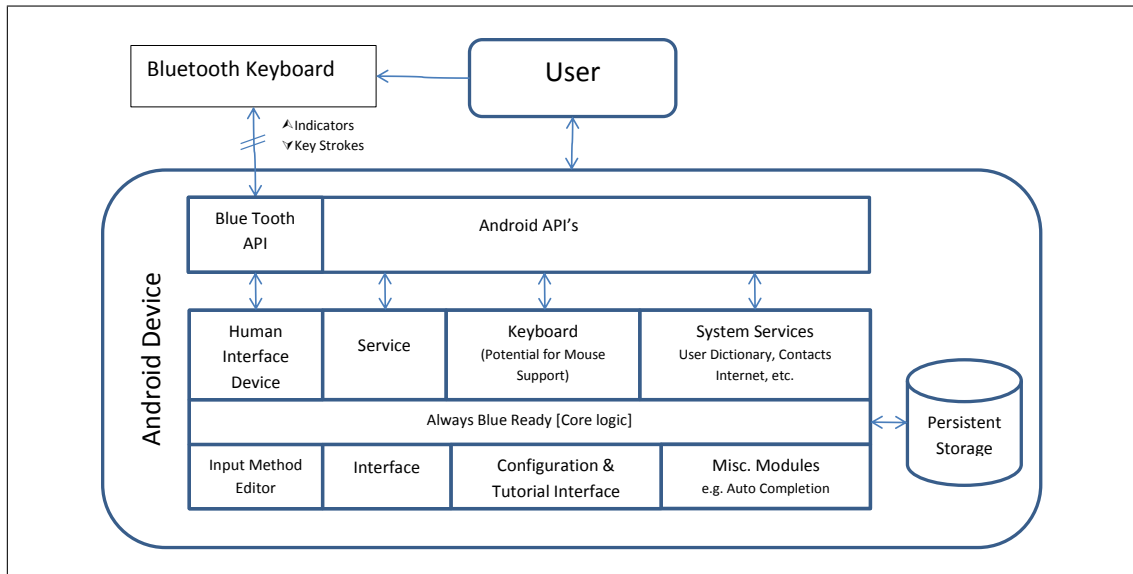 Bluetooth Keyboard
User
Indicators
Key Strokes
Android Device
Blue Tooth
API
Android API's
Human
Interface
Device
Service
Keyboard
(Potential for Mouse
Support)
System Services
User Dictionary, Contacts
Internet, etc.
Always Blue Ready [Core logic]
Persistent
Storage
Input Method
Editor
Interface
Configuration &
Tutorial Interface
Misc. Modules
e.g. Auto Completion